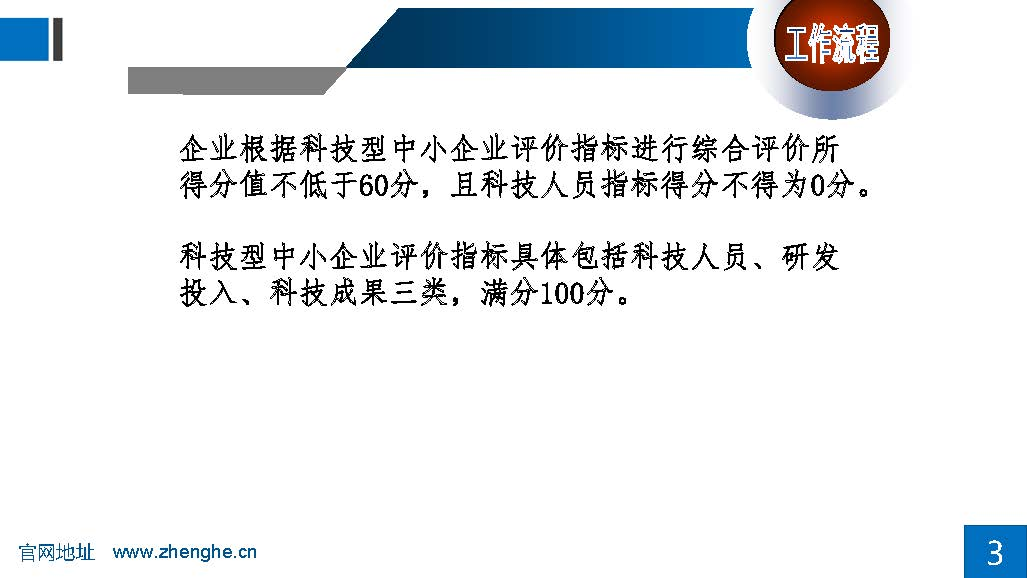 工作流程
企业根据科技型中小企业评价指标进行综合评价所
得分值不低于60分，且科技人员指标得分不得为0分。
科技型中小企业评价指标具体包括科技人员、研发
投入、科技成果三类，满分100分。
官网地址 www.zhenghe.cn
3